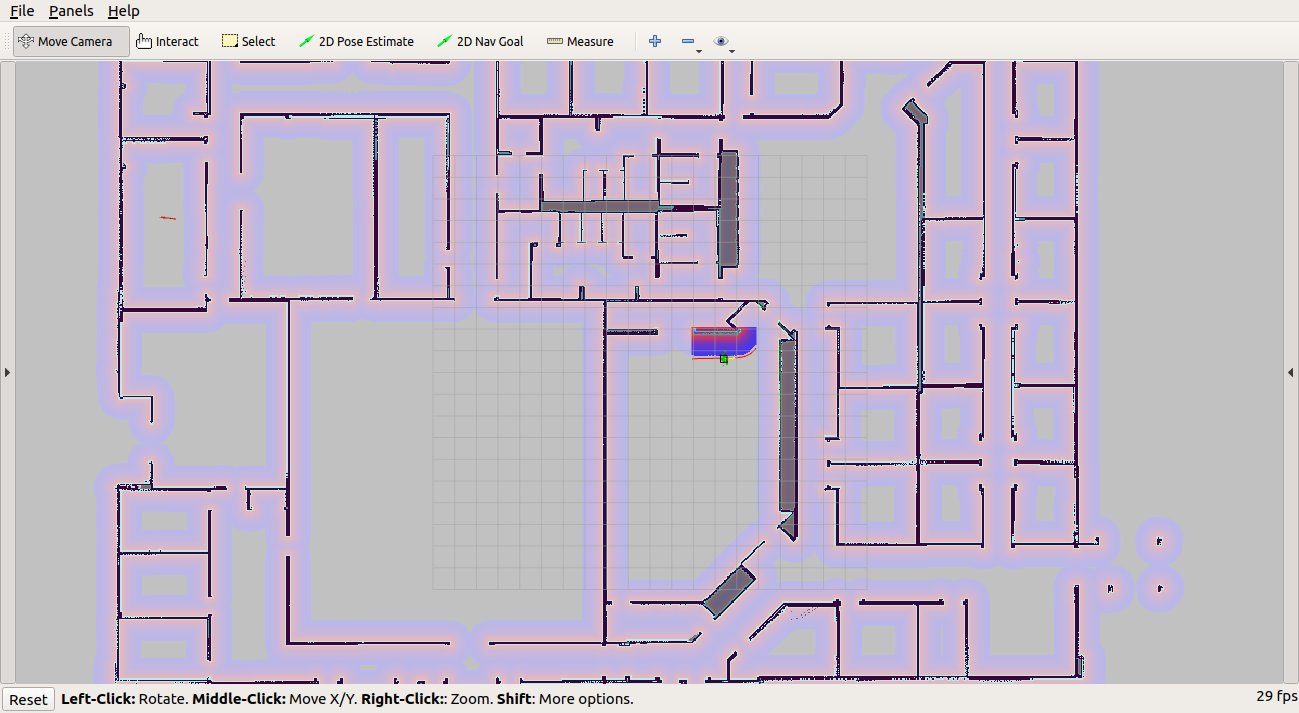 File Panels Help
Move Camera Interact Select 2D Pose Estimate 2D Nav Goal Measure
Reset Left-Click: Rotate. Middle-Click: Move X/Y. Right-Click:: Zoom. Shift: More options. 29 fps